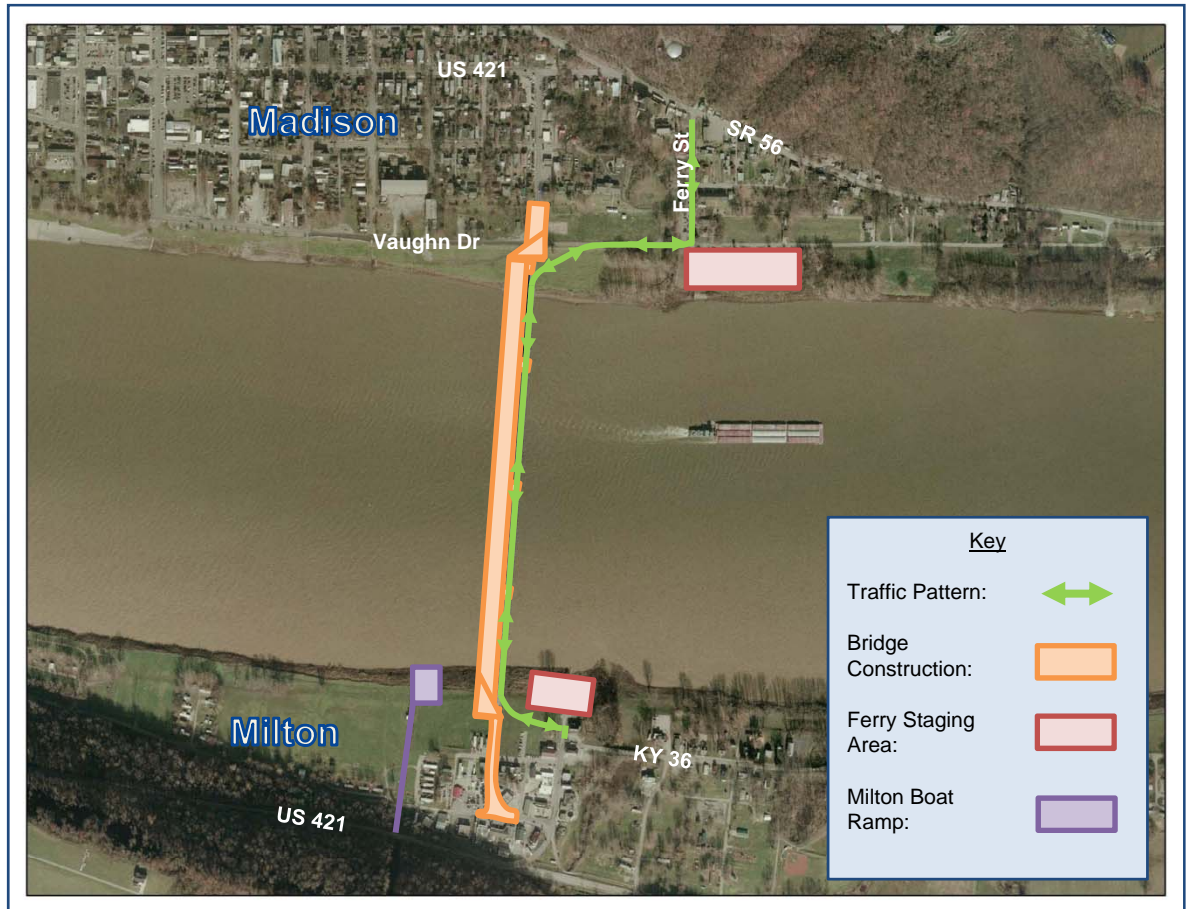 US 421
Madison
SR 56
Ferry St
Vaughn Dr
Key
Traffic Pattern:
Bridge
Construction:
Ferry Staging
Area:
Milton Boat
Ramp:
Milton
KY 36
US 421